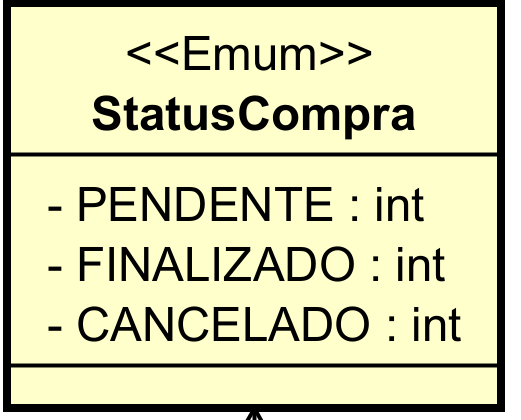 <<Emum>>
StatusCompra
- PENDENTE : int
- FINALIZADO : int
- CANCELADO : int